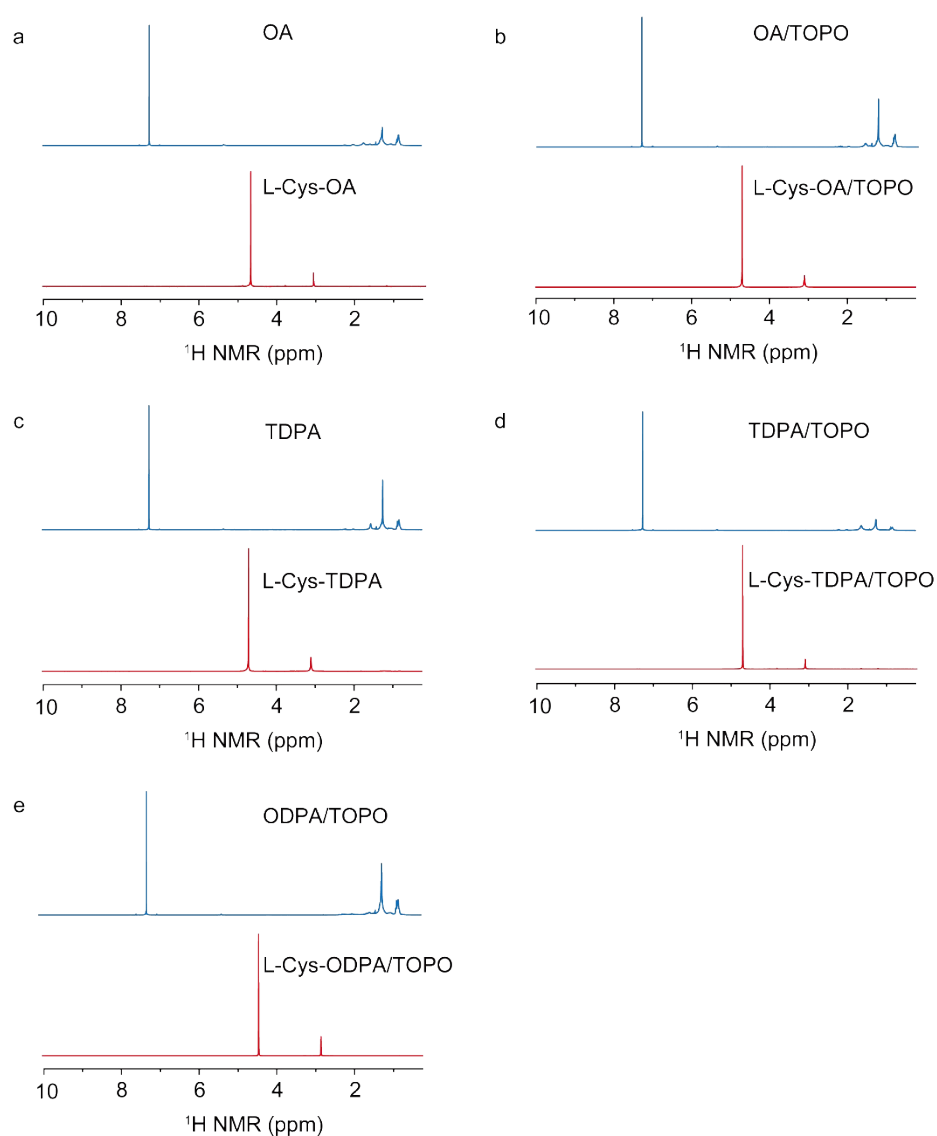 a
OA
L-Cys-OA
10 8 6 4 2
¹H NMR (ppm)
b
OA/TOPO
L-Cys-OA/TOPO
10 8 6 4 2
¹H NMR (ppm)
c
TDPA
L-Cys-TDPA
10 8 6 4 2
¹H NMR (ppm)
d
TDPA/TOPO
L-Cys-TDPA/TOPO
10 8 6 4 2
¹H NMR (ppm)
e
ODPA/TOPO
L-Cys-ODPA/TOPO
10 8 6 4 2
¹H NMR (ppm)